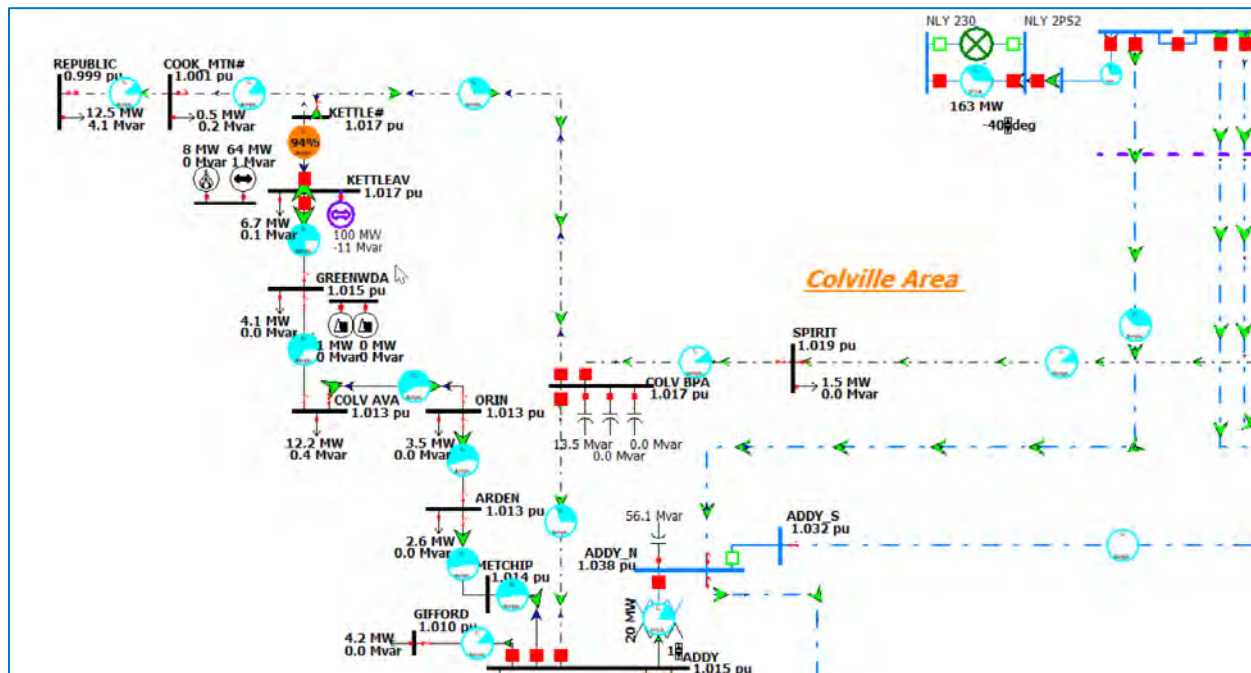 NLY 230
NLY 2PS2
163 MW
-40 deg
REPUBLIC
0.999 pu
12.5 MW
4.1 Mvar
COOK_MTN#
1.001 pu
0.5 MW
0.2 Mvar
KETTLE#
1.017 pu
94%
8 MW
0 Mvar
64 MW
1 Mvar
KETTLEAV
1.017 pu
6.7 MW
0.1 Mvar
100 MW
-11 Mvar
GREENWDA
1.015 pu
4.1 MW
0.0 Mvar
1 MW
0 Mvar
0 MW
0 Mvar
Colville Area
SPIRIT
1.019 pu
1.5 MW
0.0 Mvar
COLV AVA
1.013 pu
12.2 MW
0.4 Mvar
ORIN
1.013 pu
3.5 MW
0.0 Mvar
COLV BPA
1.017 pu
13.5 Mvar
0.0 Mvar
0.0 Mvar
ARDEN
1.013 pu
2.6 MW
0.0 Mvar
METCHIP
1.014 pu
GIFFORD
1.010 pu
4.2 MW
0.0 Mvar
56.1 Mvar
ADDY_N
1.038 pu
ADDY_S
1.032 pu
20 MW
ADDY
1.015 pu